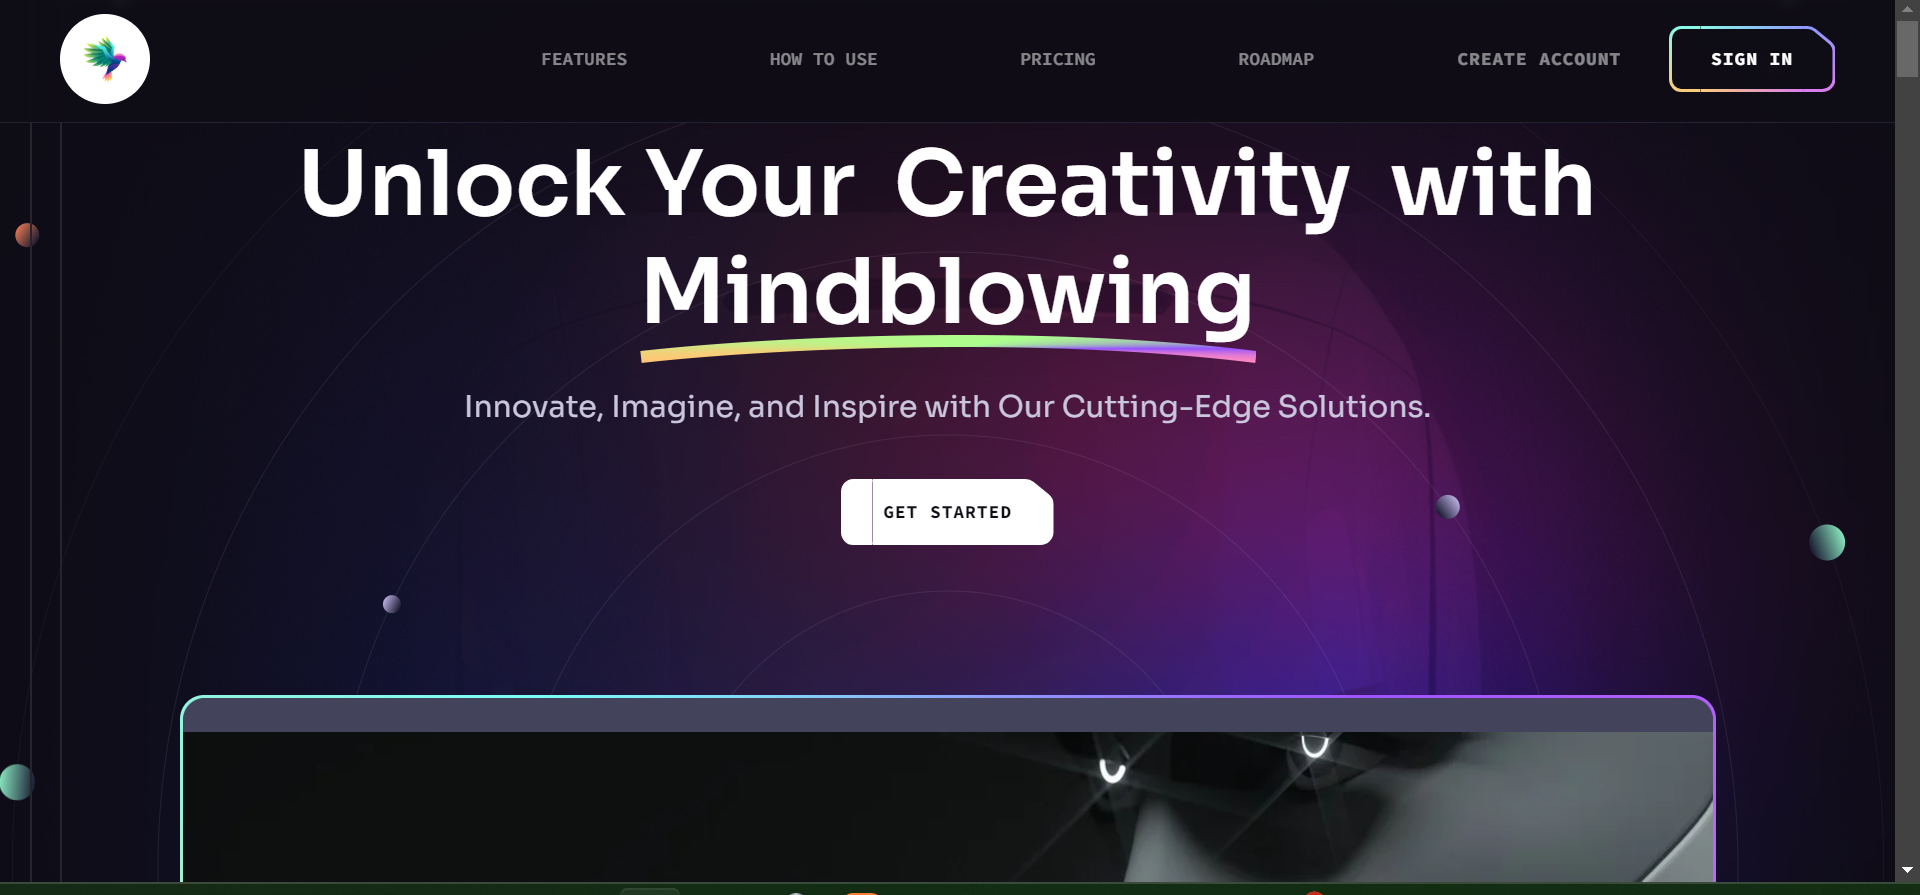 FEATURES HOW TO USE PRICING ROADMAP CREATE ACCOUNT SIGN IN
Unlock Your Creativity with
Mindblowing
Innovate, Imagine, and Inspire with Our Cutting-Edge Solutions.
GET STARTED